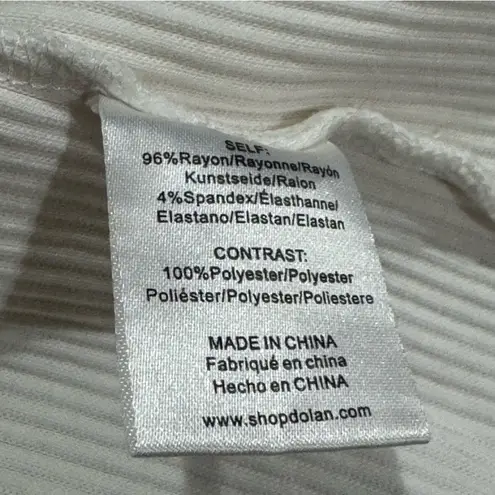 SELF:
96%Rayon/Rayonne/Rayón
Kunstseide/Raion
4%Spandex/Élasthanne/
Elastano/Elastan/Elastan
CONTRAST:
100%Polyester/Polyester
Poliéster/Polyester/Poliestere
MADE IN CHINA
Fabriqué en china
Hecho en CHINA
www.shopdolan.com